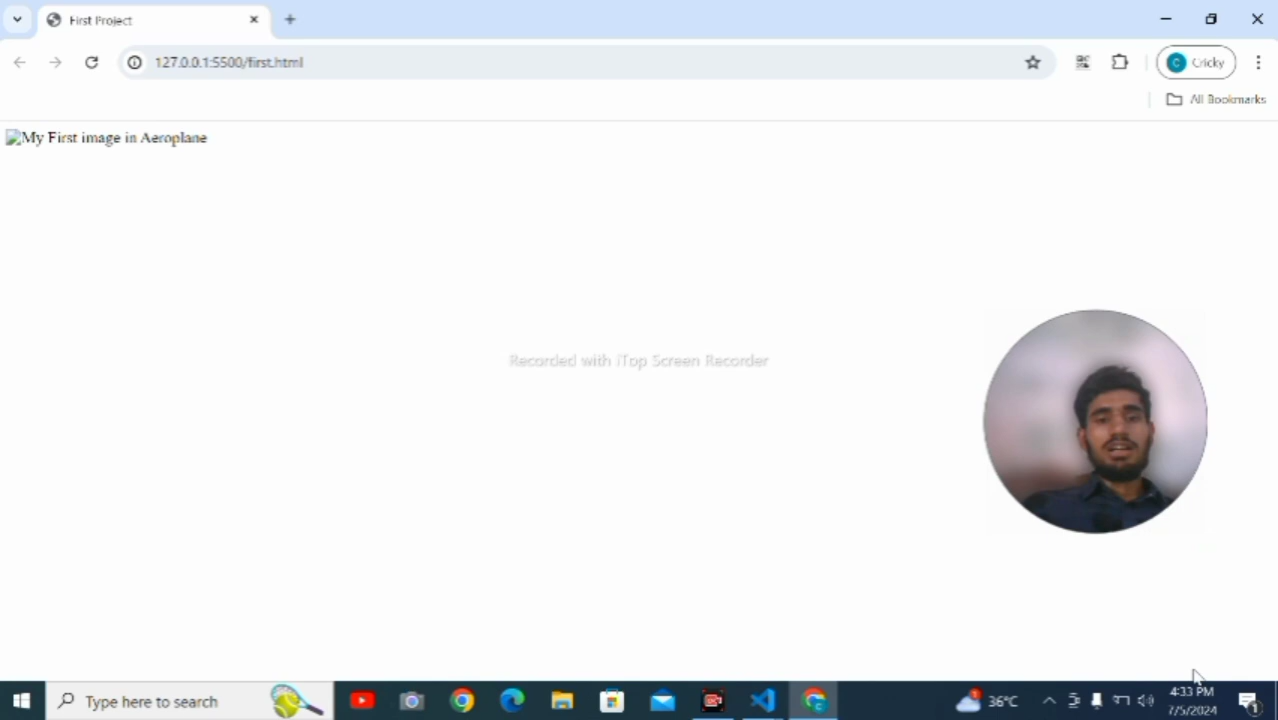 First Project
127.0.0.1:5500/first.html
Cricky
All Bookmarks
My First image in Aeroplane
Recorded with iTop Screen Recorder
Type here to search
36°C
4:33 PM
7/5/2024